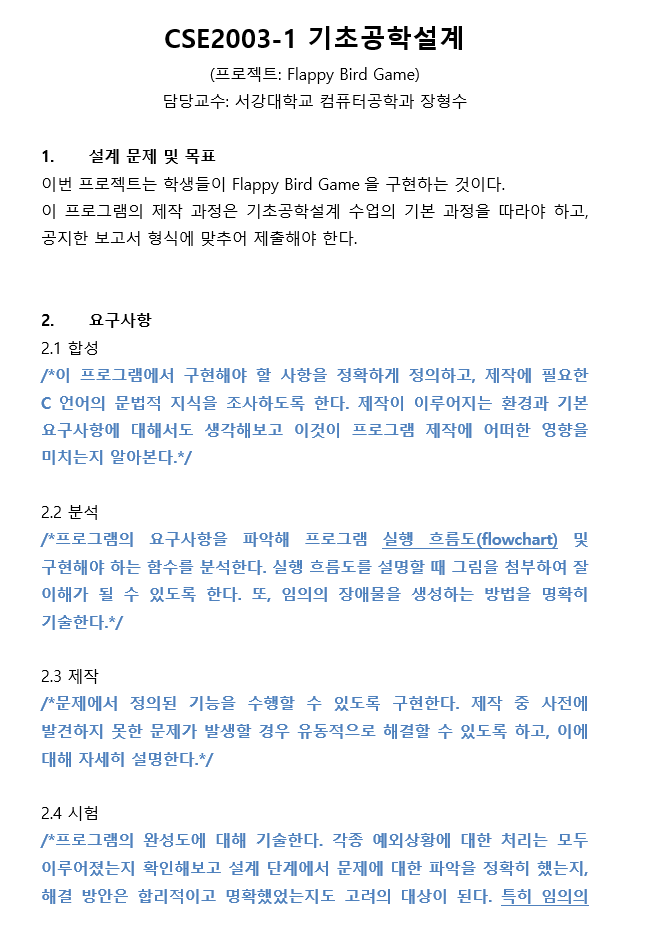 CSE2003-1 기초공학설계
(프로젝트: Flappy Bird Game)
담당교수: 서강대학교 컴퓨터공학과 장형수
1. 설계 문제 및 목표
이번 프로젝트는 학생들이 Flappy Bird Game 을 구현하는 것이다.
이 프로그램의 제작 과정은 기초공학설계 수업의 기본 과정을 따라야 하고,
공지한 보고서 형식에 맞추어 제출해야 한다.
2. 요구사항
2.1 합성
/*이 프로그램에서 구현해야 할 사항을 정확하게 정의하고, 제작에 필요한
C 언어의 문법적 지식을 조사하도록 한다. 제작이 이루어지는 환경과 기본
요구사항에 대해서도 생각해보고 이것이 프로그램 제작에 어떠한 영향을
미치는지 알아본다.*/
2.2 분석
/*프로그램의 요구사항을 파악해 프로그램 실행 흐름도(flowchart) 및
구현해야 하는 함수를 분석한다. 실행 흐름도를 설명할 때 그림을 첨부하여 잘
이해가 될 수 있도록 한다. 또, 임의의 장애물을 생성하는 방법을 명확히
기술한다.*/
2.3 제작
/*문제에서 정의된 기능을 수행할 수 있도록 구현한다. 제작 중 사전에
발견하지 못한 문제가 발생할 경우 유동적으로 해결할 수 있도록 하고, 이에
대해 자세히 설명한다.*/
2.4 시험
/*프로그램의 완성도에 대해 기술한다. 각종 예외상황에 대한 처리는 모두
이루어졌는지 확인해보고 설계 단계에서 문제에 대한 파악을 정확히 했는지,
해결 방안은 합리적이고 명확했었는지도 고려의 대상이 된다. 특히 임의의